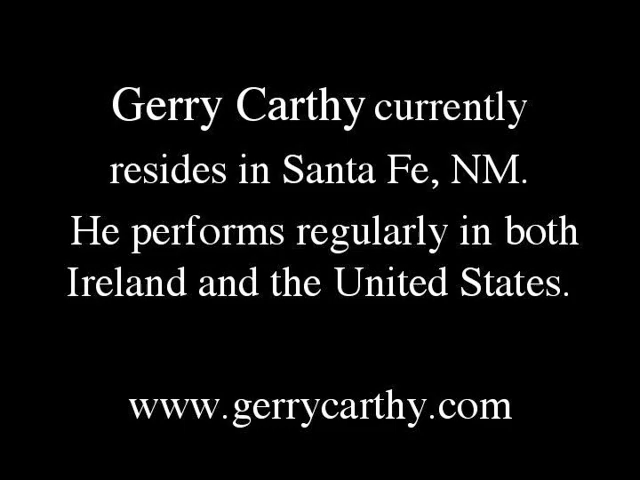 Gerry Carthy currently
resides in Santa Fe, NM.
He performs regularly in both
Ireland and the United States.
www.gerrycarthy.com